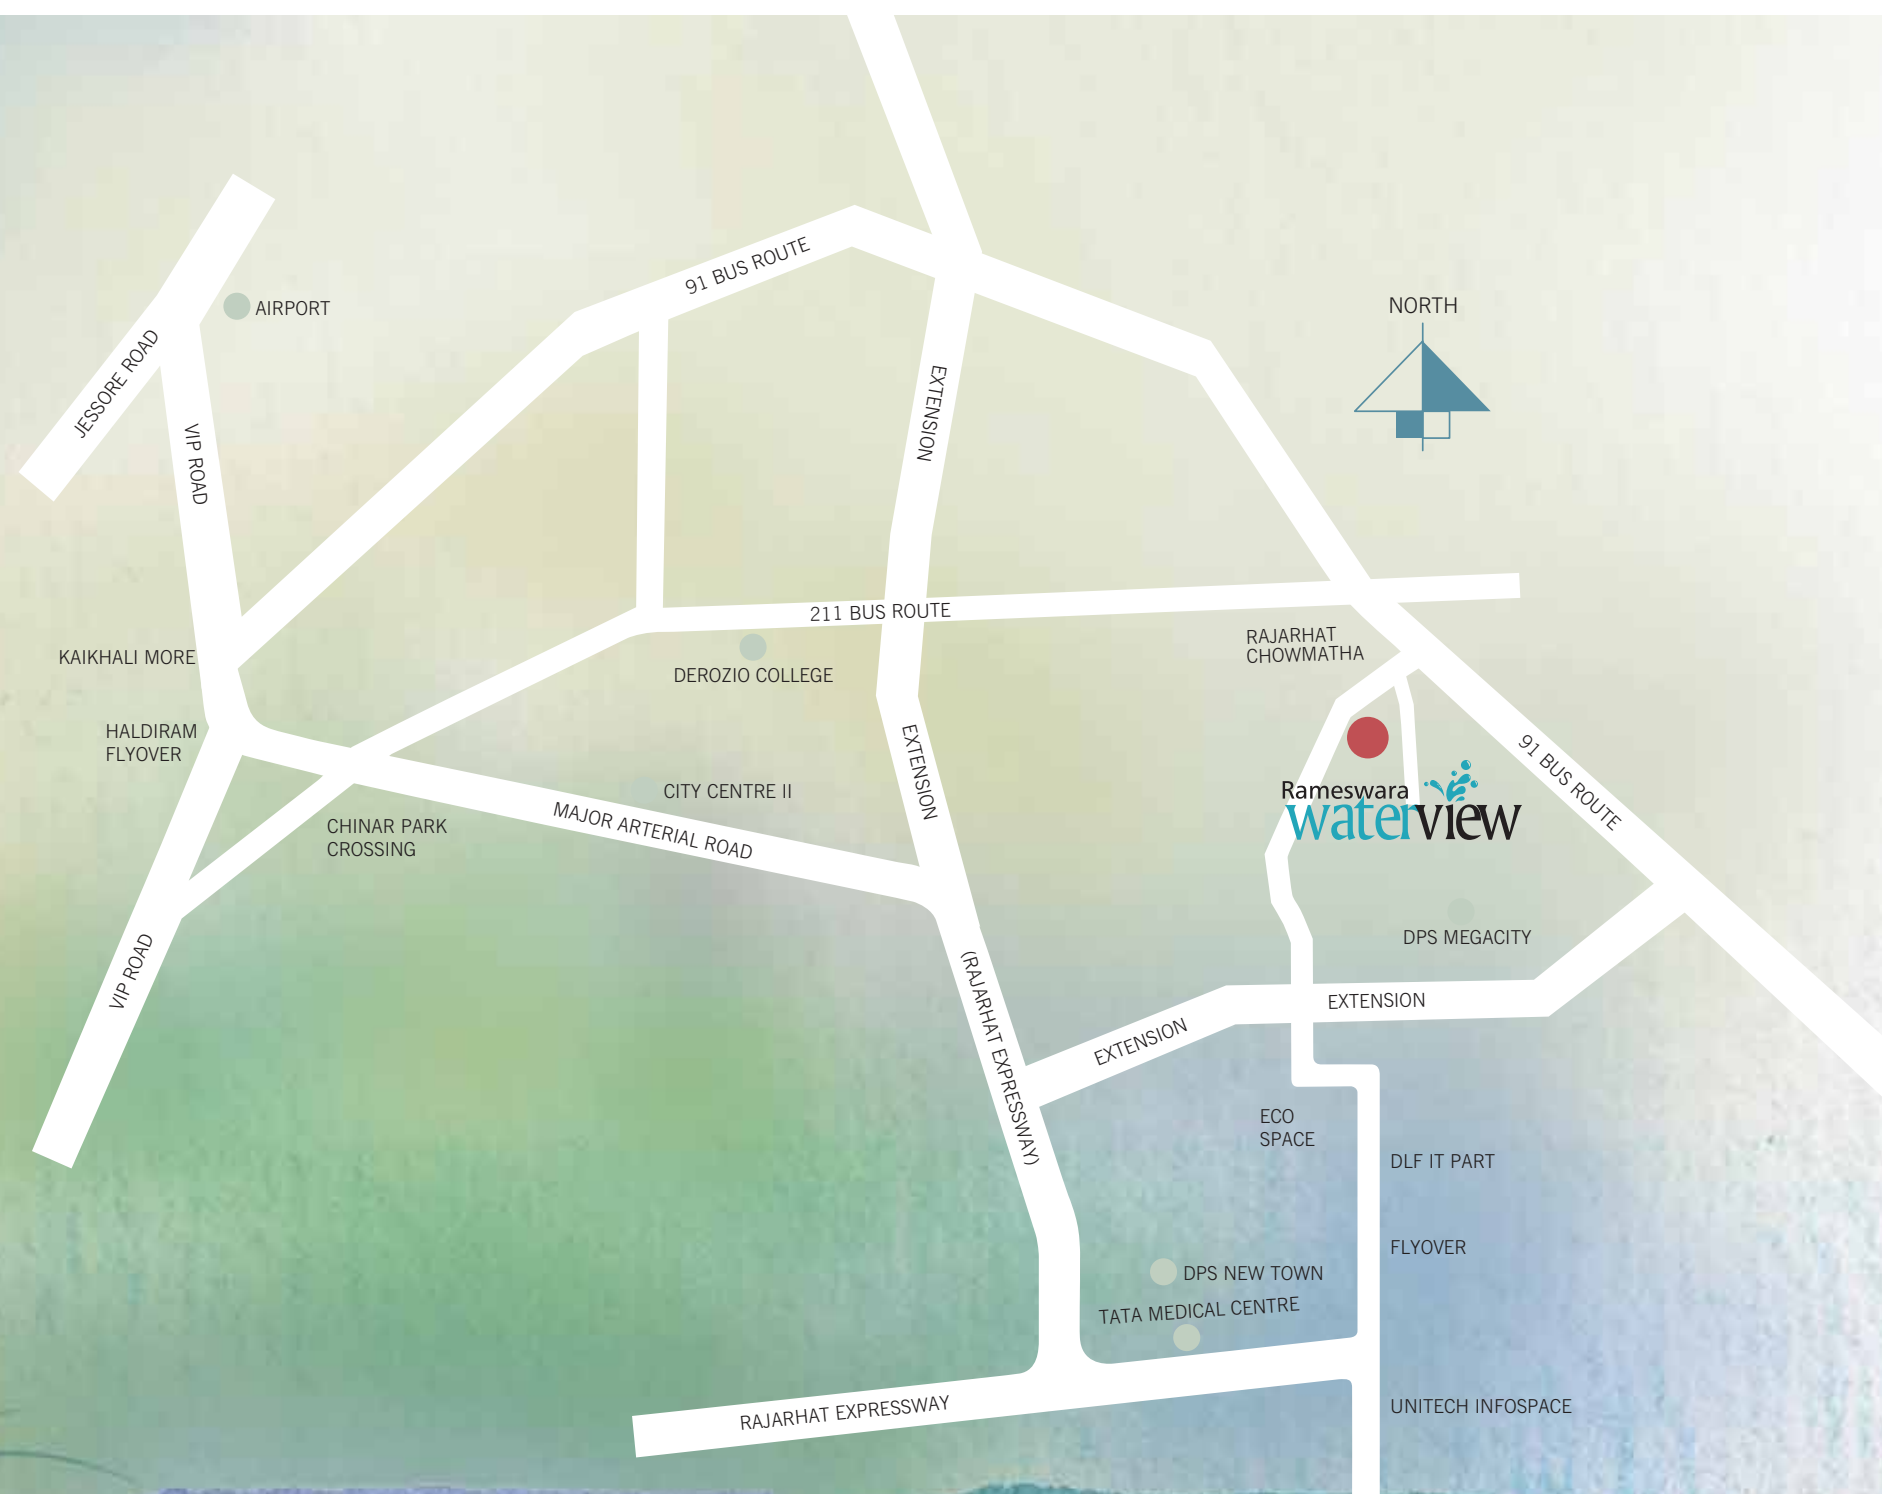 91 BUS ROUTE
NORTH
AIRPORT
JESSORE ROAD
VIP ROAD
EXTENSION
211 BUS ROUTE
RAJARHAT
CHOWMATHA
KAIKHALI MORE
DEROZIO COLLEGE
HALDIRAM
FLYOVER
EXTENSION
CITY CENTRE II
MAJOR ARTERIAL ROAD
Rameswara
waterview
91 BUS ROUTE
CHINAR PARK
CROSSING
DPS MEGACITY
VIP ROAD
(RAJARHAT EXPRESSWAY)
EXTENSION
EXTENSION
ECO
SPACE
DLF IT PART
FLYOVER
DPS NEW TOWN
TATA MEDICAL CENTRE
RAJARHAT EXPRESSWAY
UNITECH INFOSPACE